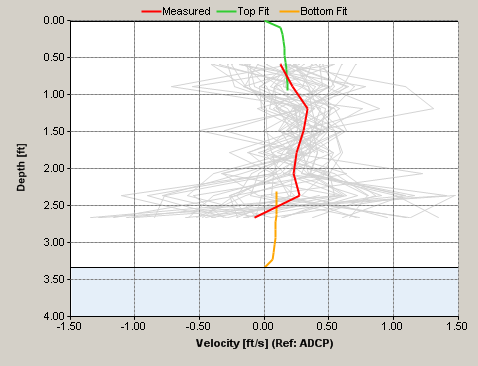 Measured Top Fit Bottom Fit
0.00
0.50
1.00
1.50
2.00
2.50
3.00
3.50
4.00
Depth [ft]
-1.50 -1.00 -0.50 0.00 0.50 1.00 1.50
Velocity [ft/s] (Ref: ADCP)